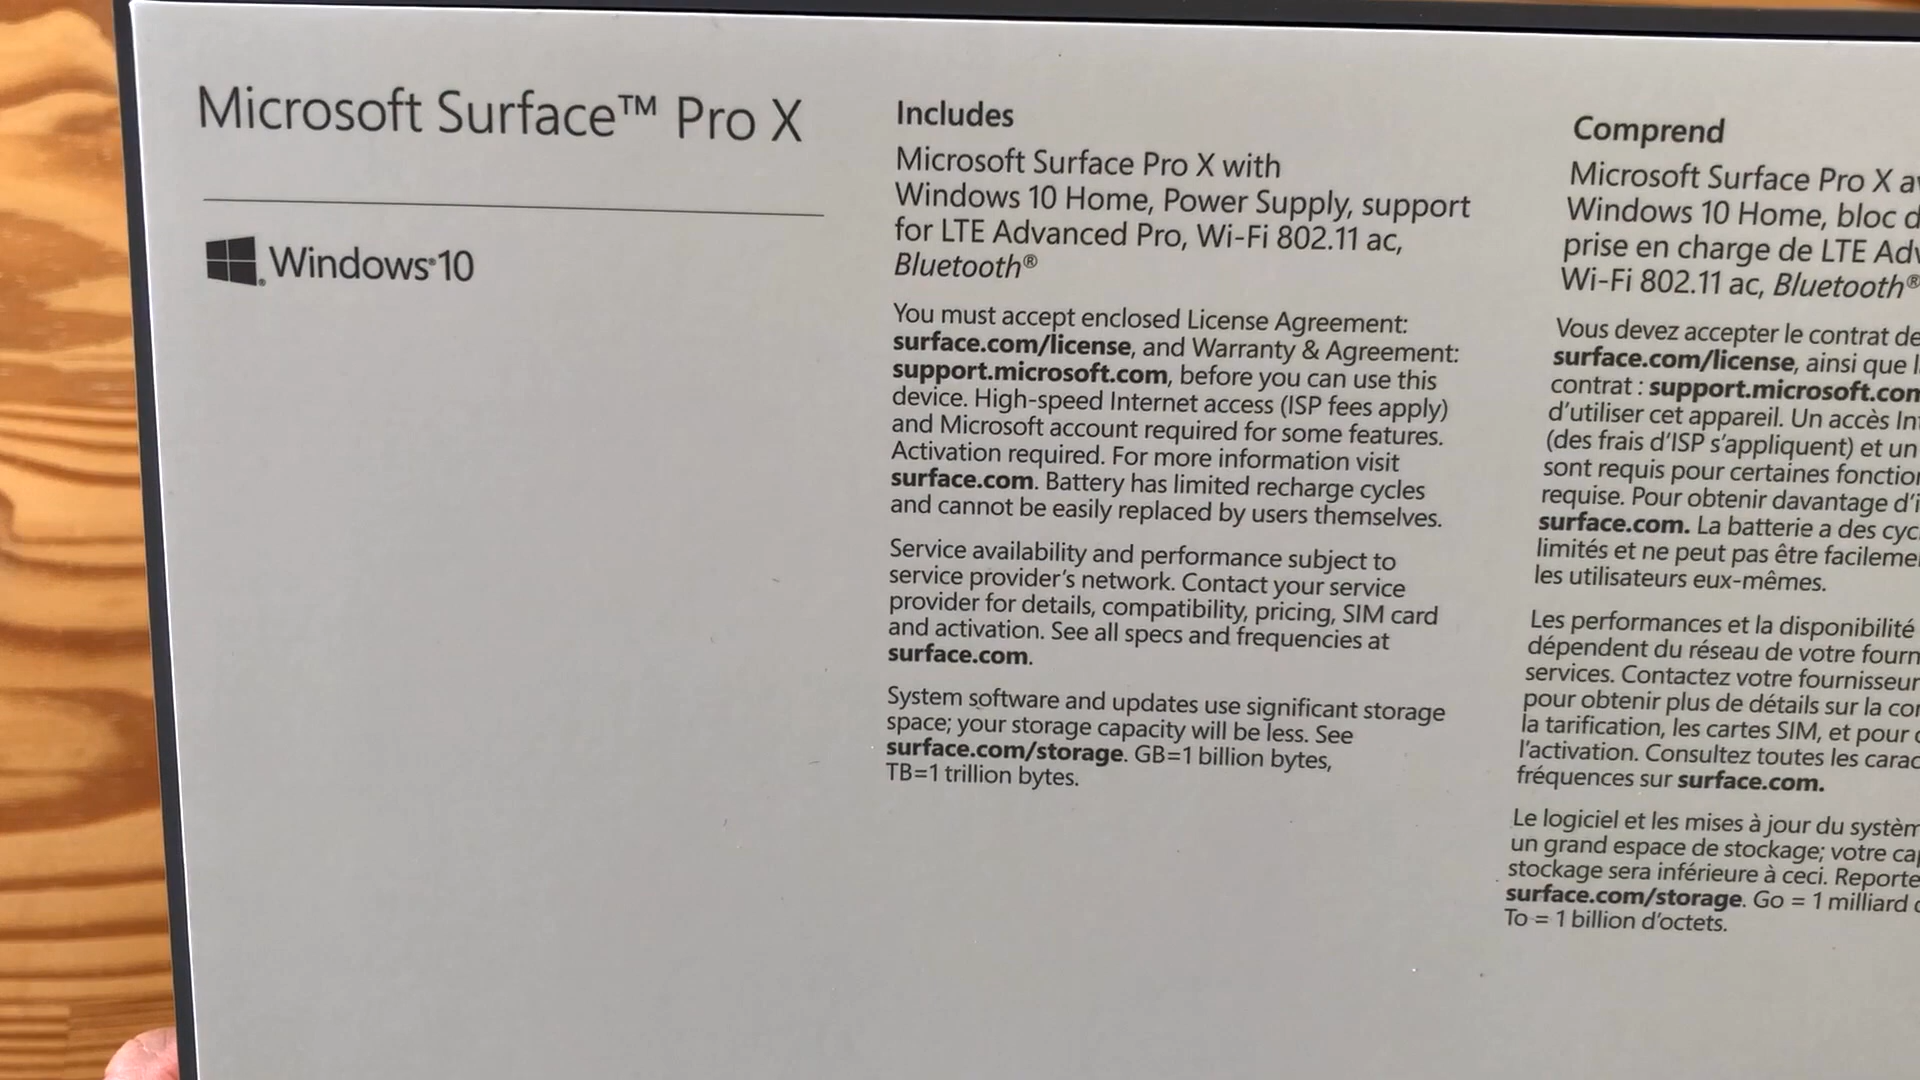 Microsoft Surface™ Pro X
Windows®10
Includes
Microsoft Surface Pro X with
Windows 10 Home, Power Supply, support
for LTE Advanced Pro, Wi-Fi 802.11 ac,
Bluetooth®
You must accept enclosed License Agreement:
surface.com/license, and Warranty & Agreement:
support.microsoft.com, before you can use this
device. High-speed Internet access (ISP fees apply)
and Microsoft account required for some features.
Activation required. For more information visit
surface.com. Battery has limited recharge cycles
and cannot be easily replaced by users themselves.
Service availability and performance subject to
service provider's network. Contact your service
provider for details, compatibility, pricing, SIM card
and activation. See all specs and frequencies at
surface.com.
System software and updates use significant storage
space; your storage capacity will be less. See
surface.com/storage. GB=1 billion bytes,
TB=1 trillion bytes.
Comprend
Microsoft Surface Pro X
Windows 10 Home, bloc
prise en charge de LTE
Wi-Fi 802.11 ac, Bluetooth®
Vous devez accepter le contrat de
surface.com/license, ainsi que
contrat : support.microsoft.com
d'utiliser cet appareil. Un accès
(des frais d'ISP s'appliquent) et un
sont requis pour certaines
requise. Pour obtenir davantage
surface.com. La batterie a des
limités et ne peut pas être
les utilisateurs eux-mêmes.
Les performances et la disponibilité
dépendent du réseau de votre
services. Contactez votre fournisseur
pour obtenir plus de détails sur la
la tarification, les cartes SIM, et pour
l'activation. Consultez toutes les
fréquences sur surface.com.
Le logiciel et les mises à jour du
un grand espace de stockage; votre
stockage sera inférieure à ceci.
surface.com/storage. Go = 1 milliard
To = 1 billion d'octets.